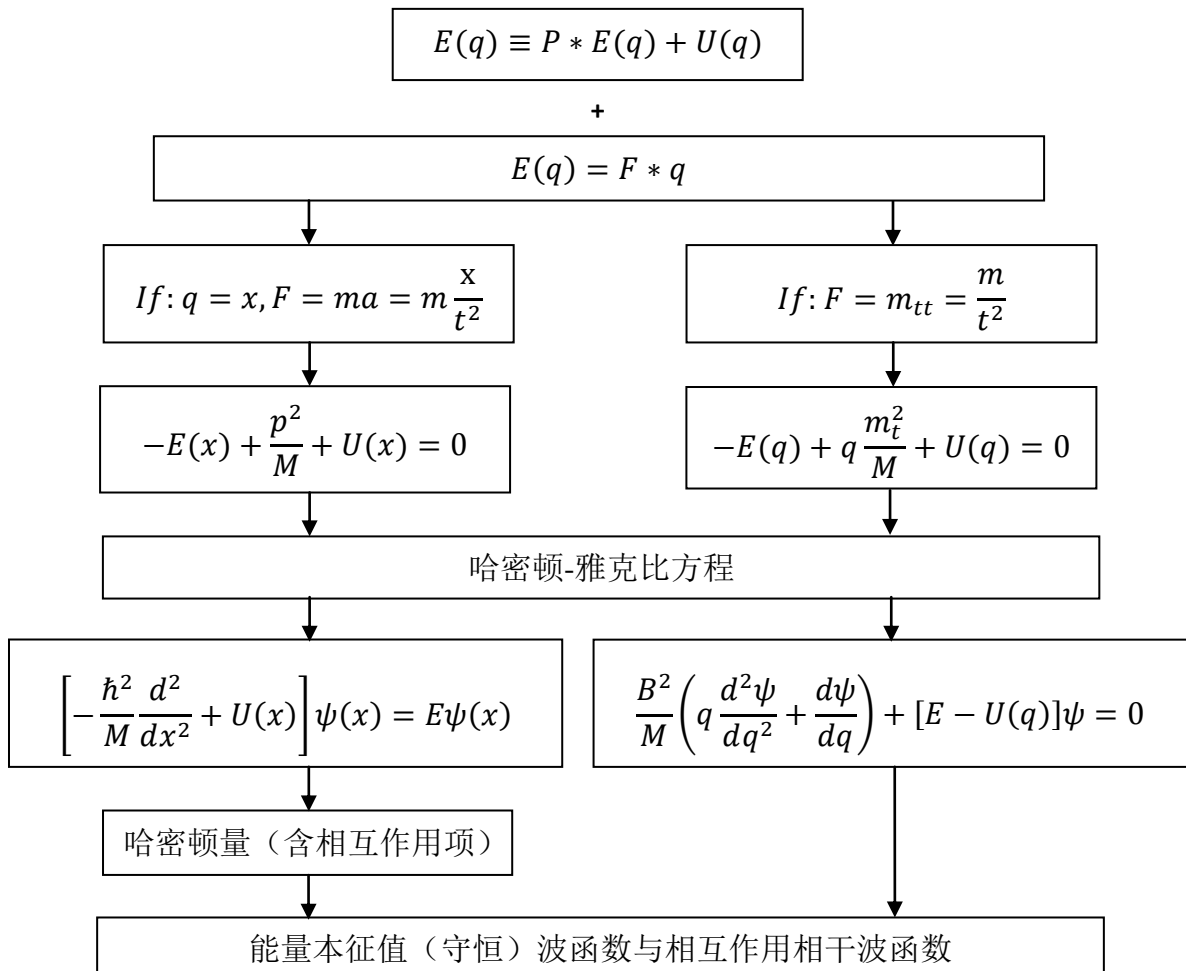 E(q) ≡ P ∗ E(q) + U(q)
+
E(q) = F ∗ q
If: q = x, F = ma = m x/t²
If: F = m_tt = m/t²
−E(x) + p²/M + U(x) = 0
−E(q) + q m_t²/M + U(q) = 0
哈密顿-雅克比方程
[−ℏ²/M d²/dx² + U(x)] ψ(x) = Eψ(x)
B²/M (q d²ψ/dq² + dψ/dq) + [E − U(q)]ψ = 0
哈密顿量（含相互作用项）
能量本征值（守恒）波函数与相互作用相干波函数